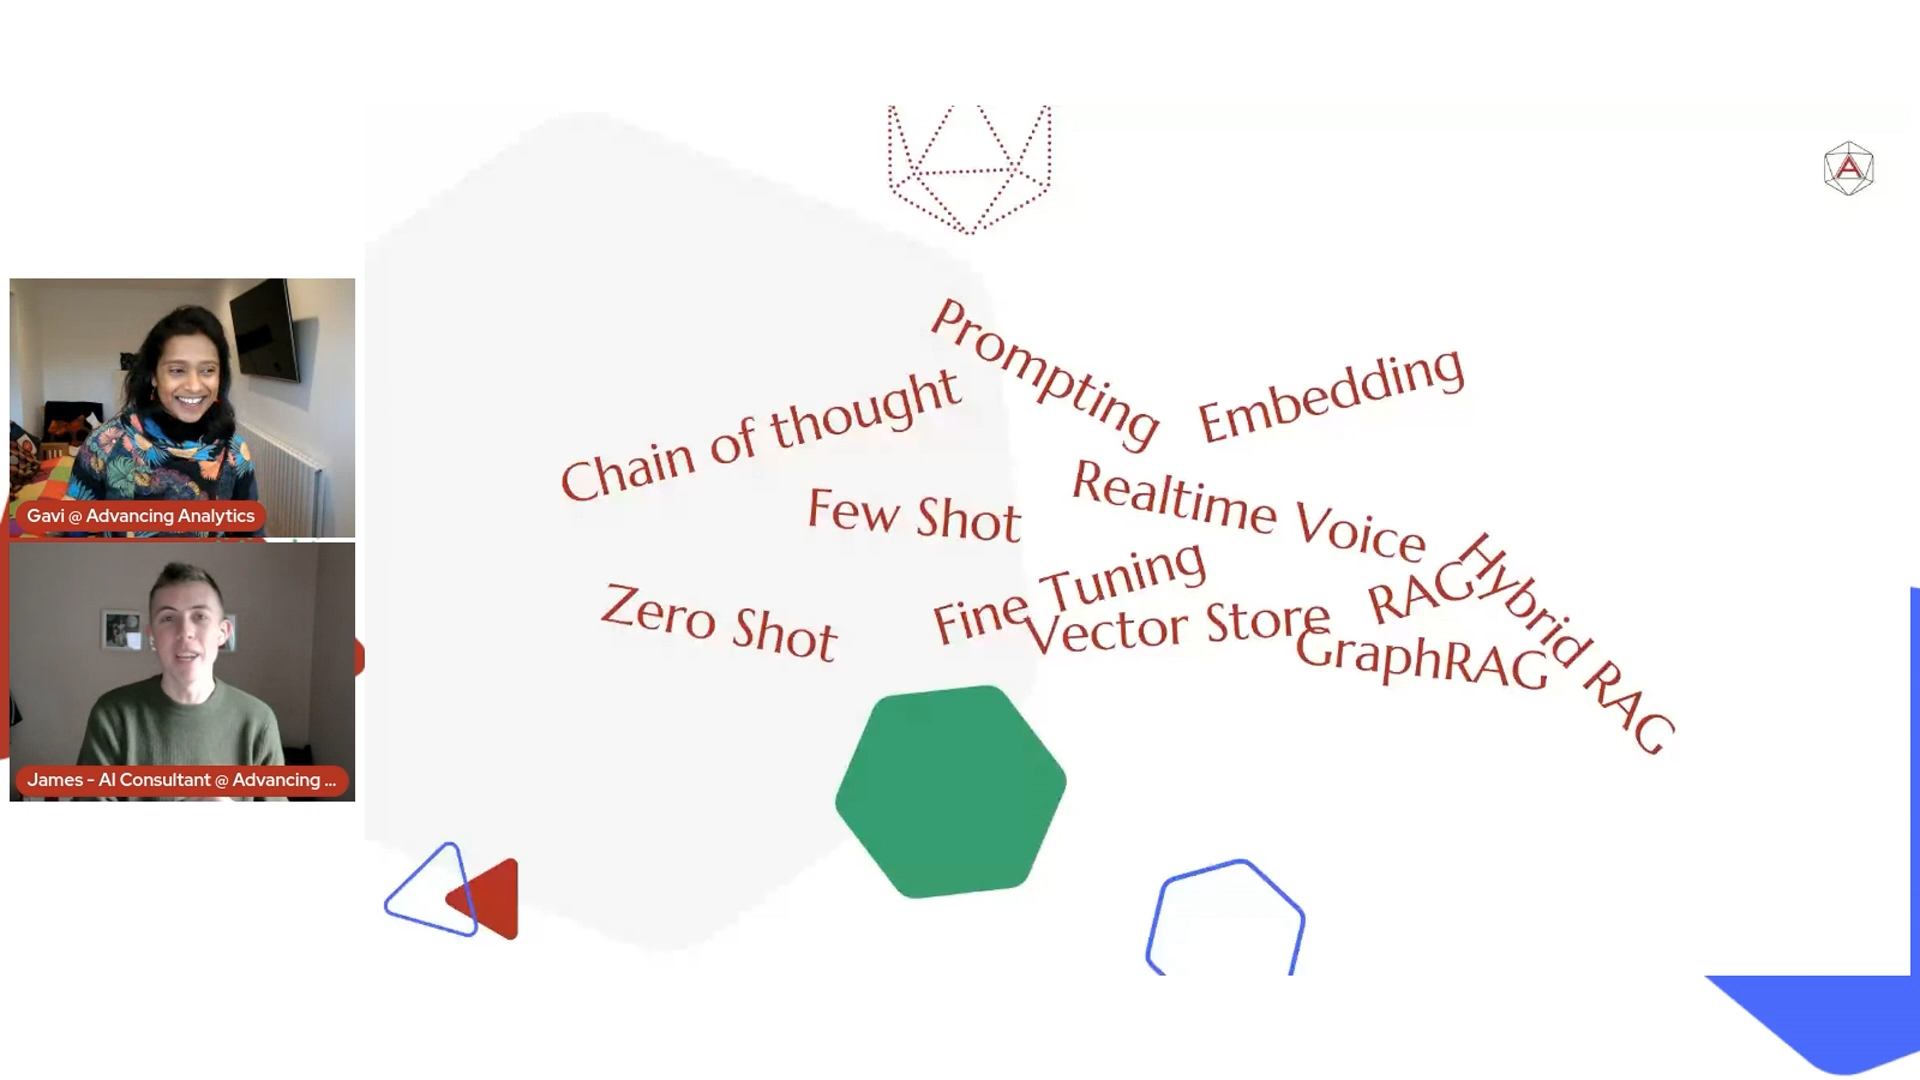 A
Prompting
Embedding
Chain of thought
Realtime Voice
Few Shot
Hybrid RAG
Fine Tuning
RAG
Zero Shot
Vector Store
GraphRAG
Gavi @ Advancing Analytics
James - AI Consultant @ Advancing ...